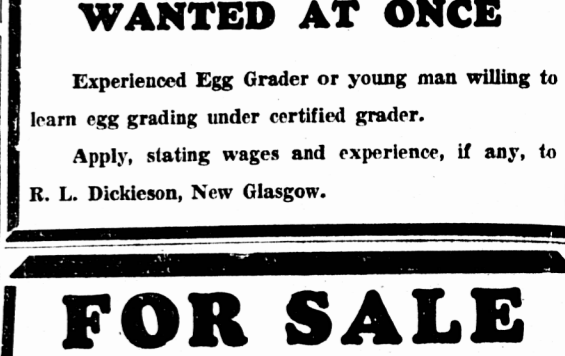 WANTED AT ONCE
Experienced Egg Grader or young man willing to
learn egg grading under certified grader.
Apply, stating wages and experience, if any, to
R. L. Dickieson, New Glasgow.
FOR SALE